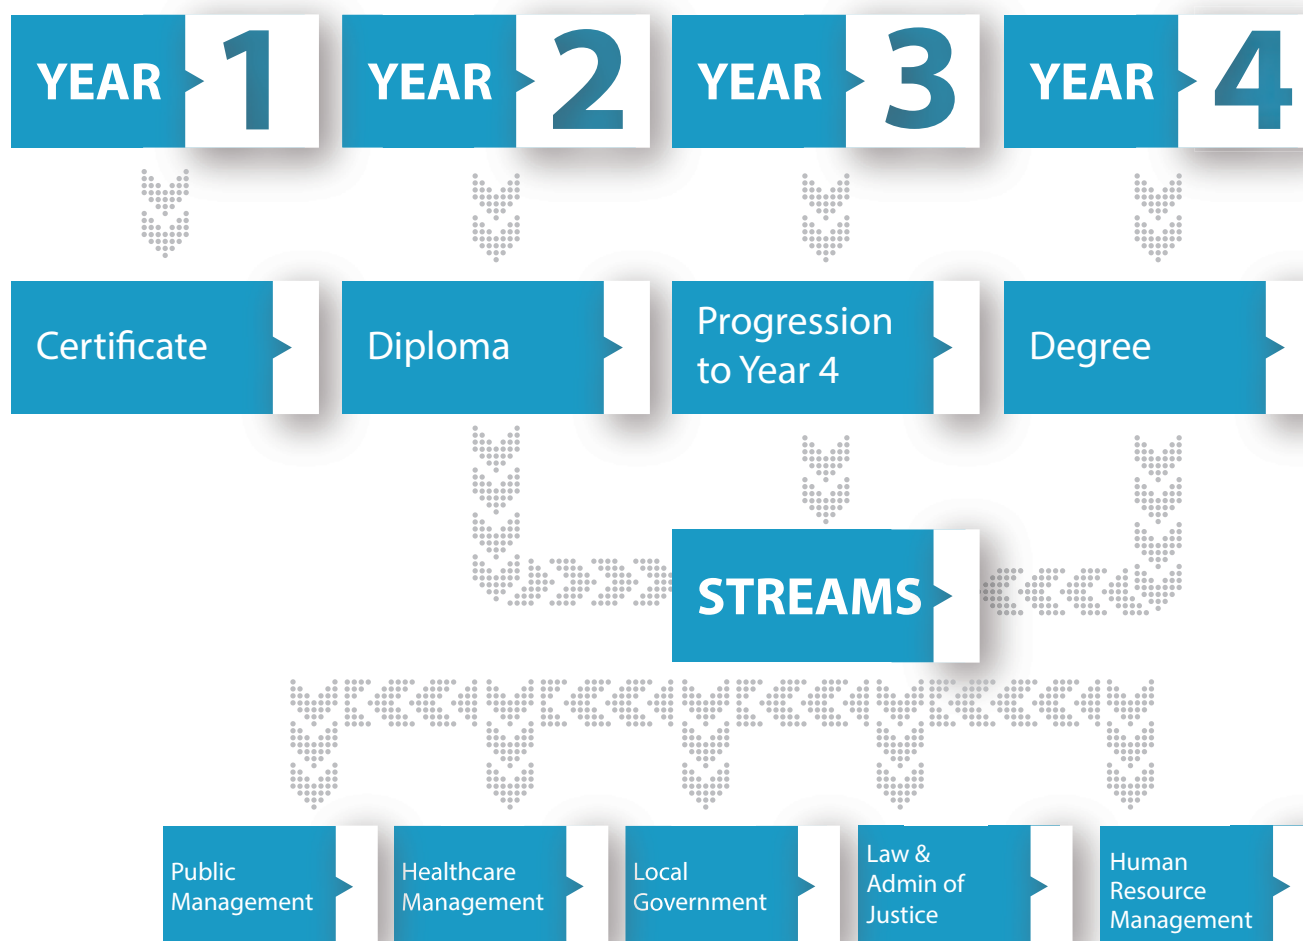 YEAR 1
YEAR 2
YEAR 3
YEAR 4
Certificate
Diploma
Progression
to Year 4
Degree
STREAMS
Public
Management
Healthcare
Management
Local
Government
Law &
Admin of
Justice
Human
Resource
Management